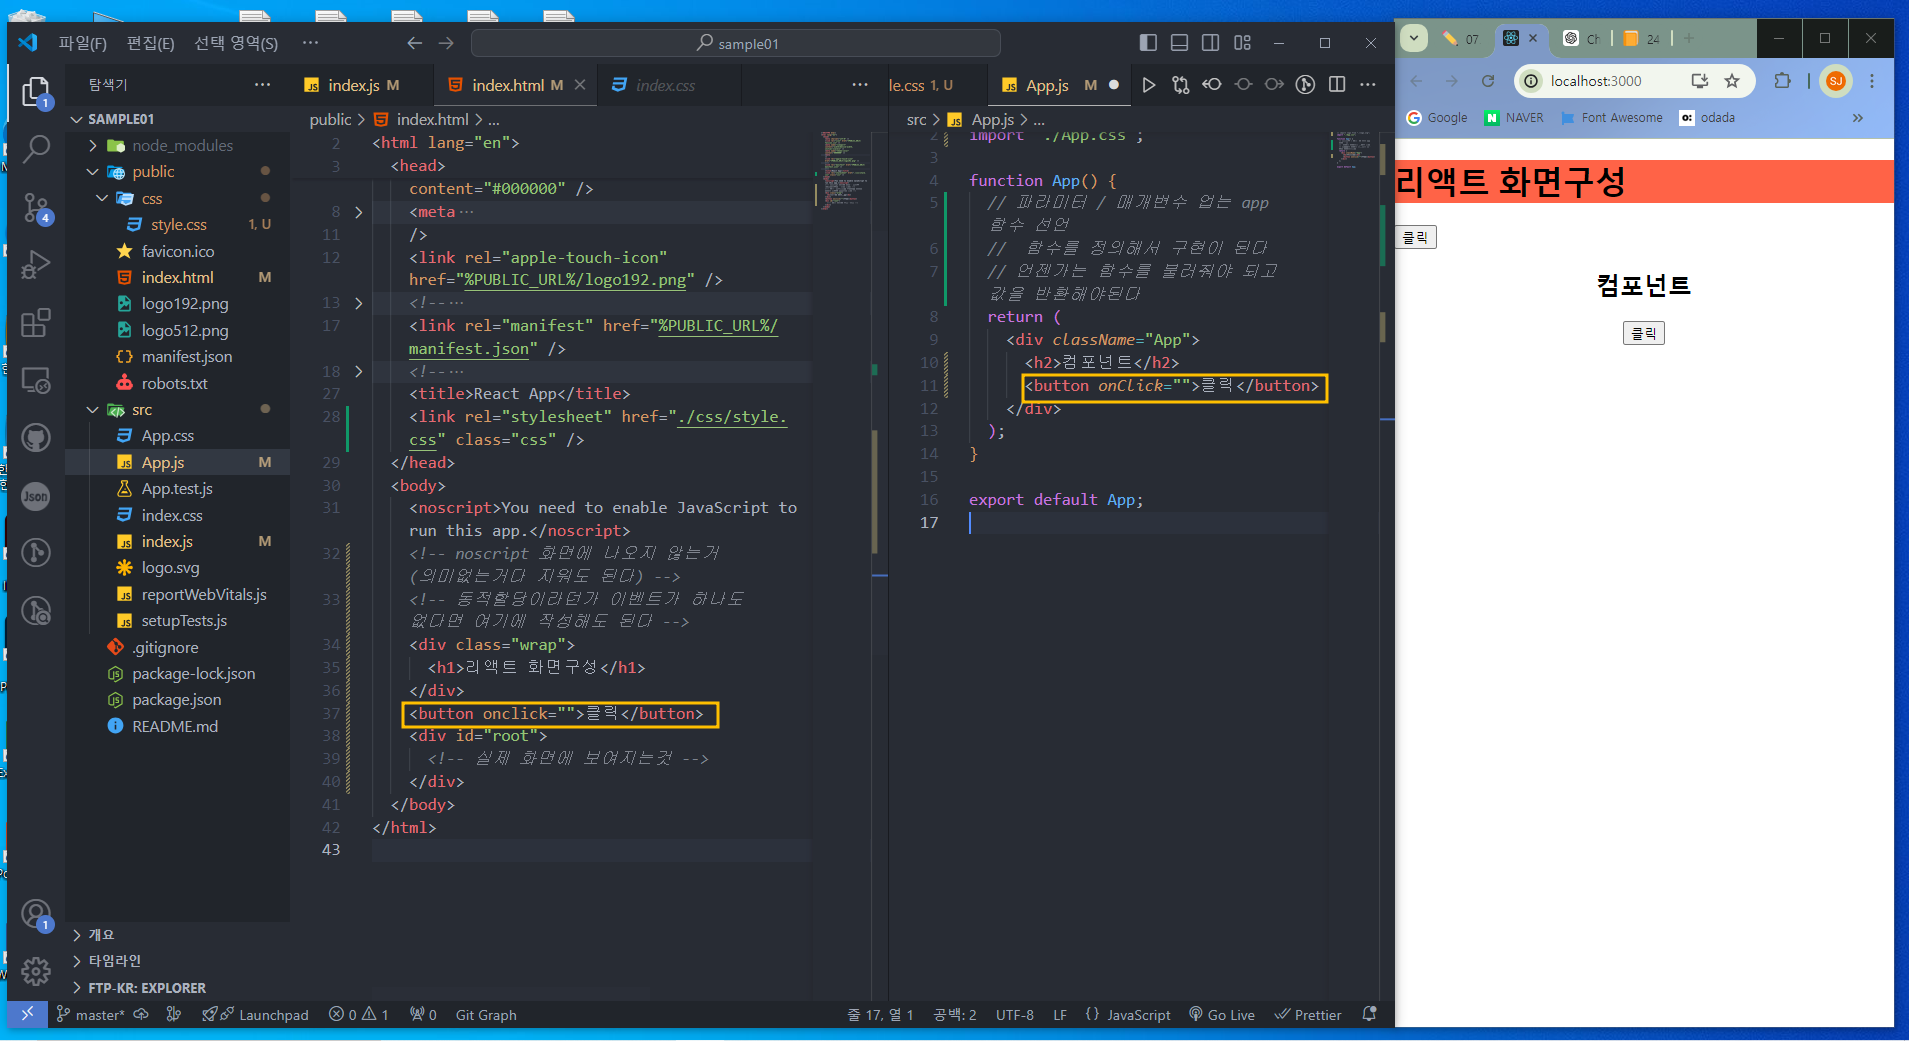 파일(F) 편집(E) 선택 영역(S) ··· sample01
탐색기 ···
SAMPLE01
node_modules
public
css
style.css 1, U
favicon.ico
index.html M
logo192.png
logo512.png
manifest.json
robots.txt
src
App.css
App.js M
App.test.js
index.css
index.js M
logo.svg
reportWebVitals.js
setupTests.js
.gitignore
package-lock.json
package.json
README.md
개요
타임라인
FTP-KR: EXPLORER
index.js M index.html M index.css ···
public > index.html > ...
2 <html lang="en">
3 <head>
content="#000000" />
8 <meta ···
11 />
12 <link rel="apple-touch-icon"
href="%PUBLIC_URL%/logo192.png" />
13 <!-- ···
17 <link rel="manifest" href="%PUBLIC_URL%/
manifest.json" />
18 <!-- ···
27 <title>React App</title>
28 <link rel="stylesheet" href="./css/style.
css" class="css" />
29 </head>
30 <body>
31 <noscript>You need to enable JavaScript to
run this app.</noscript>
32 <!-- noscript 화면에 나오지 않는거
(의미없는거다 지워도 된다) -->
33 <!-- 동적할당이라던가 이벤트가 하나도
없다면 여기에 작성해도 된다 -->
34 <div class="wrap">
35 <h1>리액트 화면구성</h1>
36 </div>
37 <button onclick="">클릭</button>
38 <div id="root">
39 <!-- 실제 화면에 보여지는것 -->
40 </div>
41 </body>
42 </html>
43
le.css 1, U App.js M ···
src > App.js > ...
2 import './App.css';
3
4 function App() {
5 // 파라미터 / 매개변수 없는 app
함수 선언
6 // 함수를 정의해서 구현이 된다
7 // 언젠가는 함수를 불러줘야 되고
값을 반환해야된다
8 return (
9 <div className="App">
10 <h2>컴포넌트</h2>
11 <button onClick="">클릭</button>
12 </div>
13 );
14 }
15
16 export default App;
17
master* Launchpad 0 1 0 Git Graph 줄 17, 열 1 공백: 2 UTF-8 LF {} JavaScript Go Live Prettier
1
4
Json
1
07 Ch 24
localhost:3000 SJ
Google NAVER Font Awesome odada
리액트 화면구성
클릭
컴포넌트
클릭